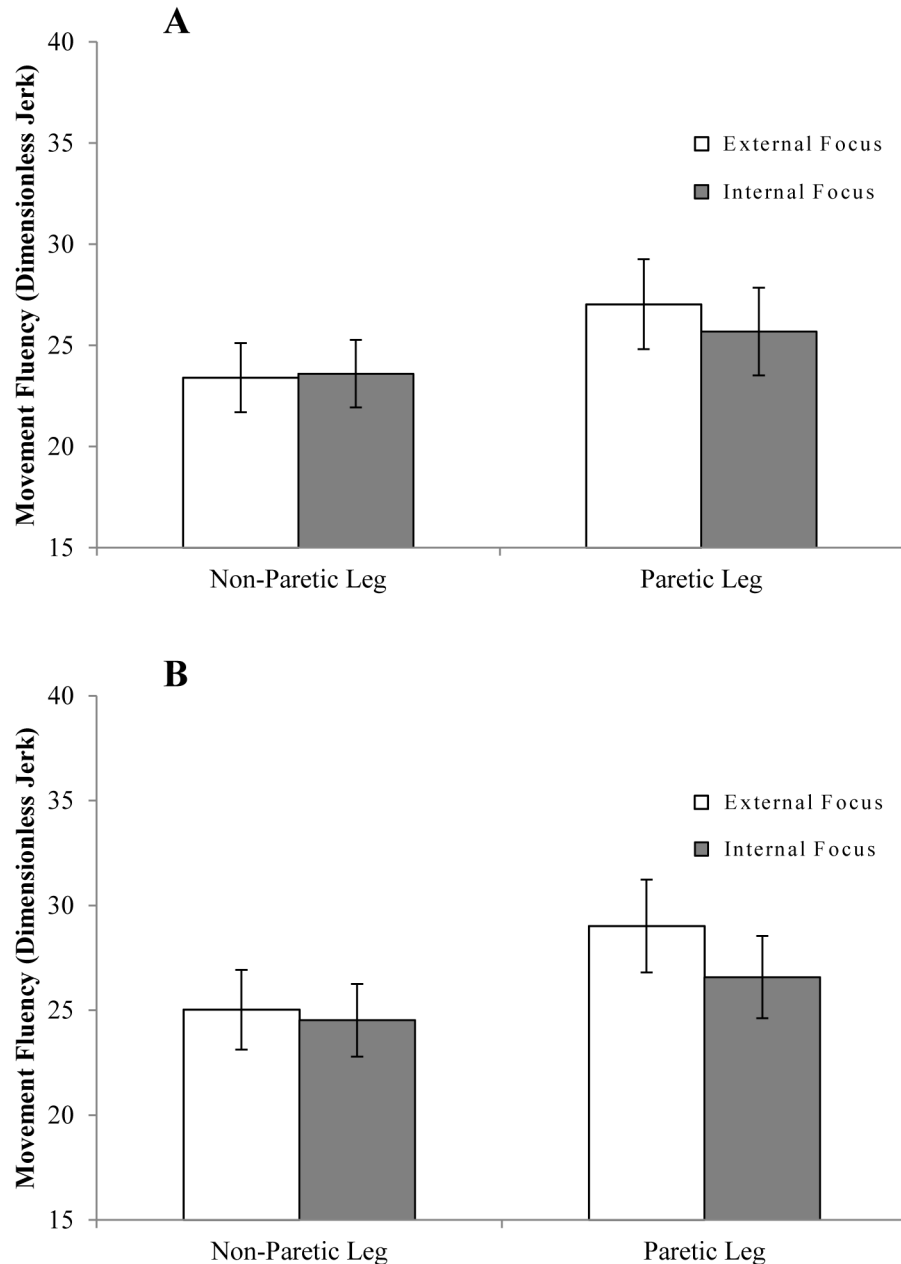 A
Movement Fluency (Dimensionless Jerk)
40
35
30
25
20
15
External Focus
Internal Focus
Non-Paretic Leg
Paretic Leg
B
Movement Fluency (Dimensionless Jerk)
40
35
30
25
20
15
External Focus
Internal Focus
Non-Paretic Leg
Paretic Leg